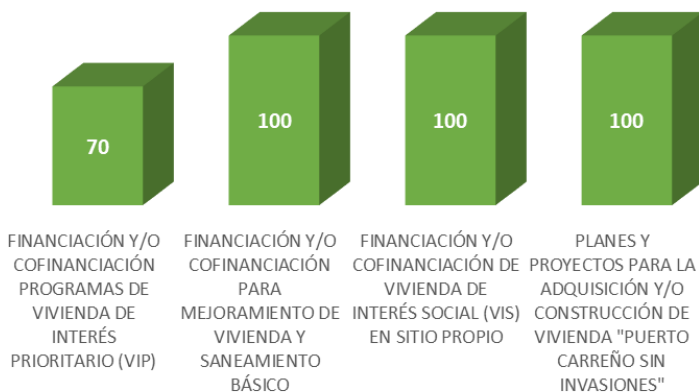 70
100
100
100
FINANCIACIÓN Y/O
COFINANCIACIÓN
PROGRAMAS DE
VIVIENDA DE
INTERÉS
PRIORITARIO (VIP)
FINANCIACIÓN Y/O
COFINANCIACIÓN
PARA
MEJORAMIENTO DE
VIVIENDA Y
SANEAMIENTO
BÁSICO
FINANCIACIÓN Y/O
COFINANCIACIÓN DE
VIVIENDA DE
INTERÉS SOCIAL (VIS)
EN SITIO PROPIO
PLANES Y
PROYECTOS PARA LA
ADQUISICIÓN Y/O
CONSTRUCCIÓN DE
VIVIENDA "PUERTO
CARREÑO SIN
INVASIONES"